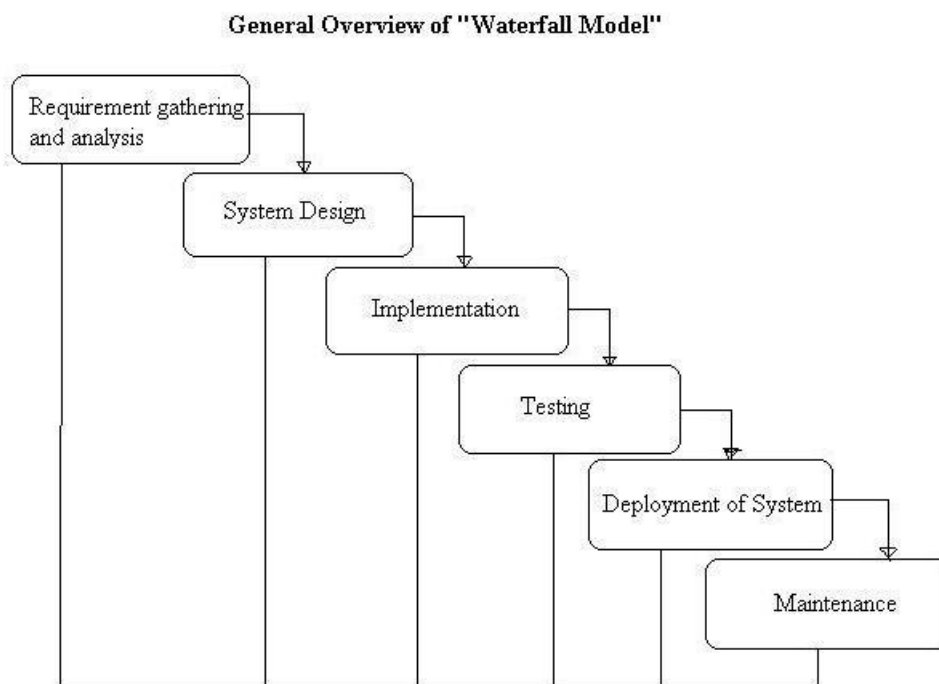 General Overview of "Waterfall Model"
Requirement gathering
and analysis
System Design
Implementation
Testing
Deployment of System
Maintenance